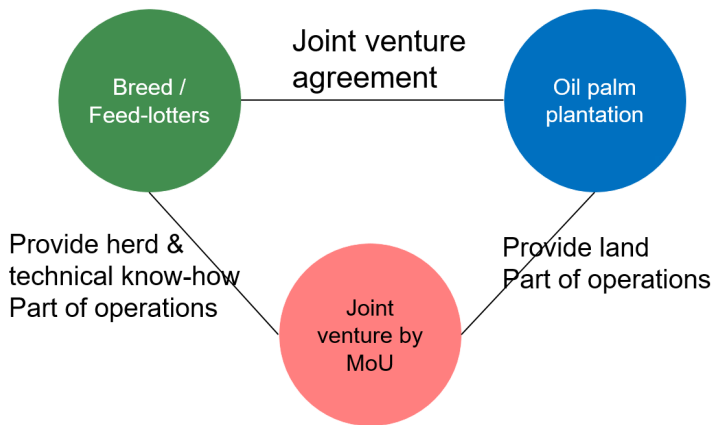 Joint venture
agreement
Breed /
Feed-lotters
Oil palm
plantation
Provide herd &
technical know-how
Part of operations
Provide land
Part of operations
Joint
venture by
MoU